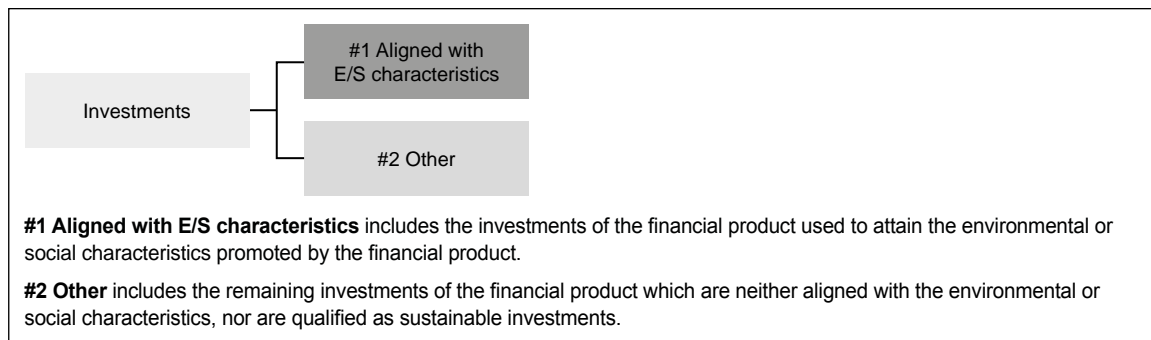 #1 Aligned with
E/S characteristics
Investments
#2 Other
#1 Aligned with E/S characteristics includes the investments of the financial product used to attain the environmental or
social characteristics promoted by the financial product.
#2 Other includes the remaining investments of the financial product which are neither aligned with the environmental or
social characteristics, nor are qualified as sustainable investments.